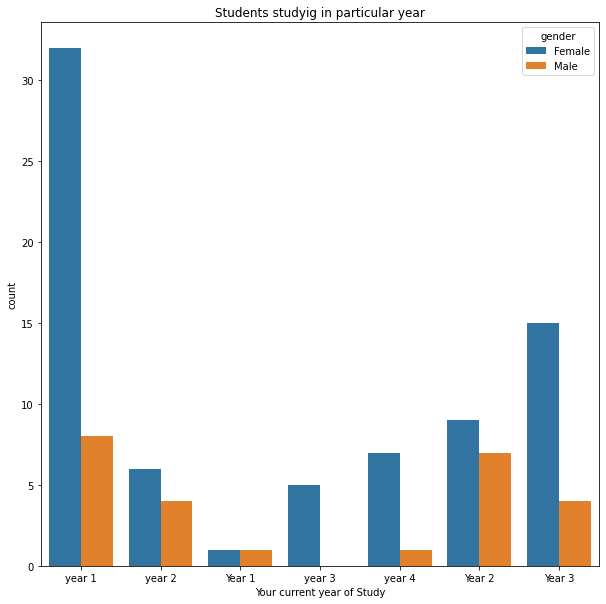 Students studyig in particular year
gender
Female
Male
30
25
20
15
10
5
0
count
year 1 year 2 Year 1 year 3 year 4 Year 2 Year 3
Your current year of Study